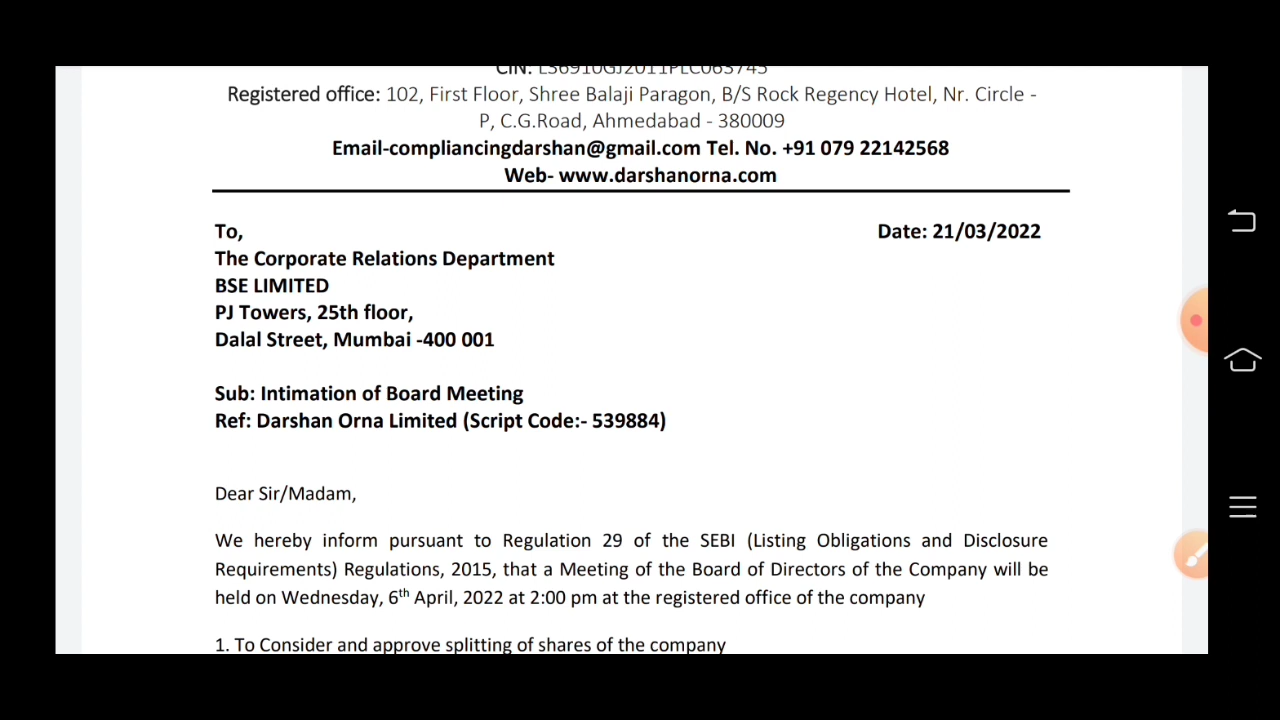 CIN: L36910GJ2011PLC063745
Registered office: 102, First Floor, Shree Balaji Paragon, B/S Rock Regency Hotel, Nr. Circle -
P, C.G.Road, Ahmedabad - 380009
Email-compliancingdarshan@gmail.com Tel. No. +91 079 22142568
Web- www.darshanorna.com
To,
Date: 21/03/2022
The Corporate Relations Department
BSE LIMITED
PJ Towers, 25th floor,
Dalal Street, Mumbai -400 001
Sub: Intimation of Board Meeting
Ref: Darshan Orna Limited (Script Code:- 539884)
Dear Sir/Madam,
We hereby inform pursuant to Regulation 29 of the SEBI (Listing Obligations and Disclosure
Requirements) Regulations, 2015, that a Meeting of the Board of Directors of the Company will be
held on Wednesday, 6th April, 2022 at 2:00 pm at the registered office of the company
1. To Consider and approve splitting of shares of the company